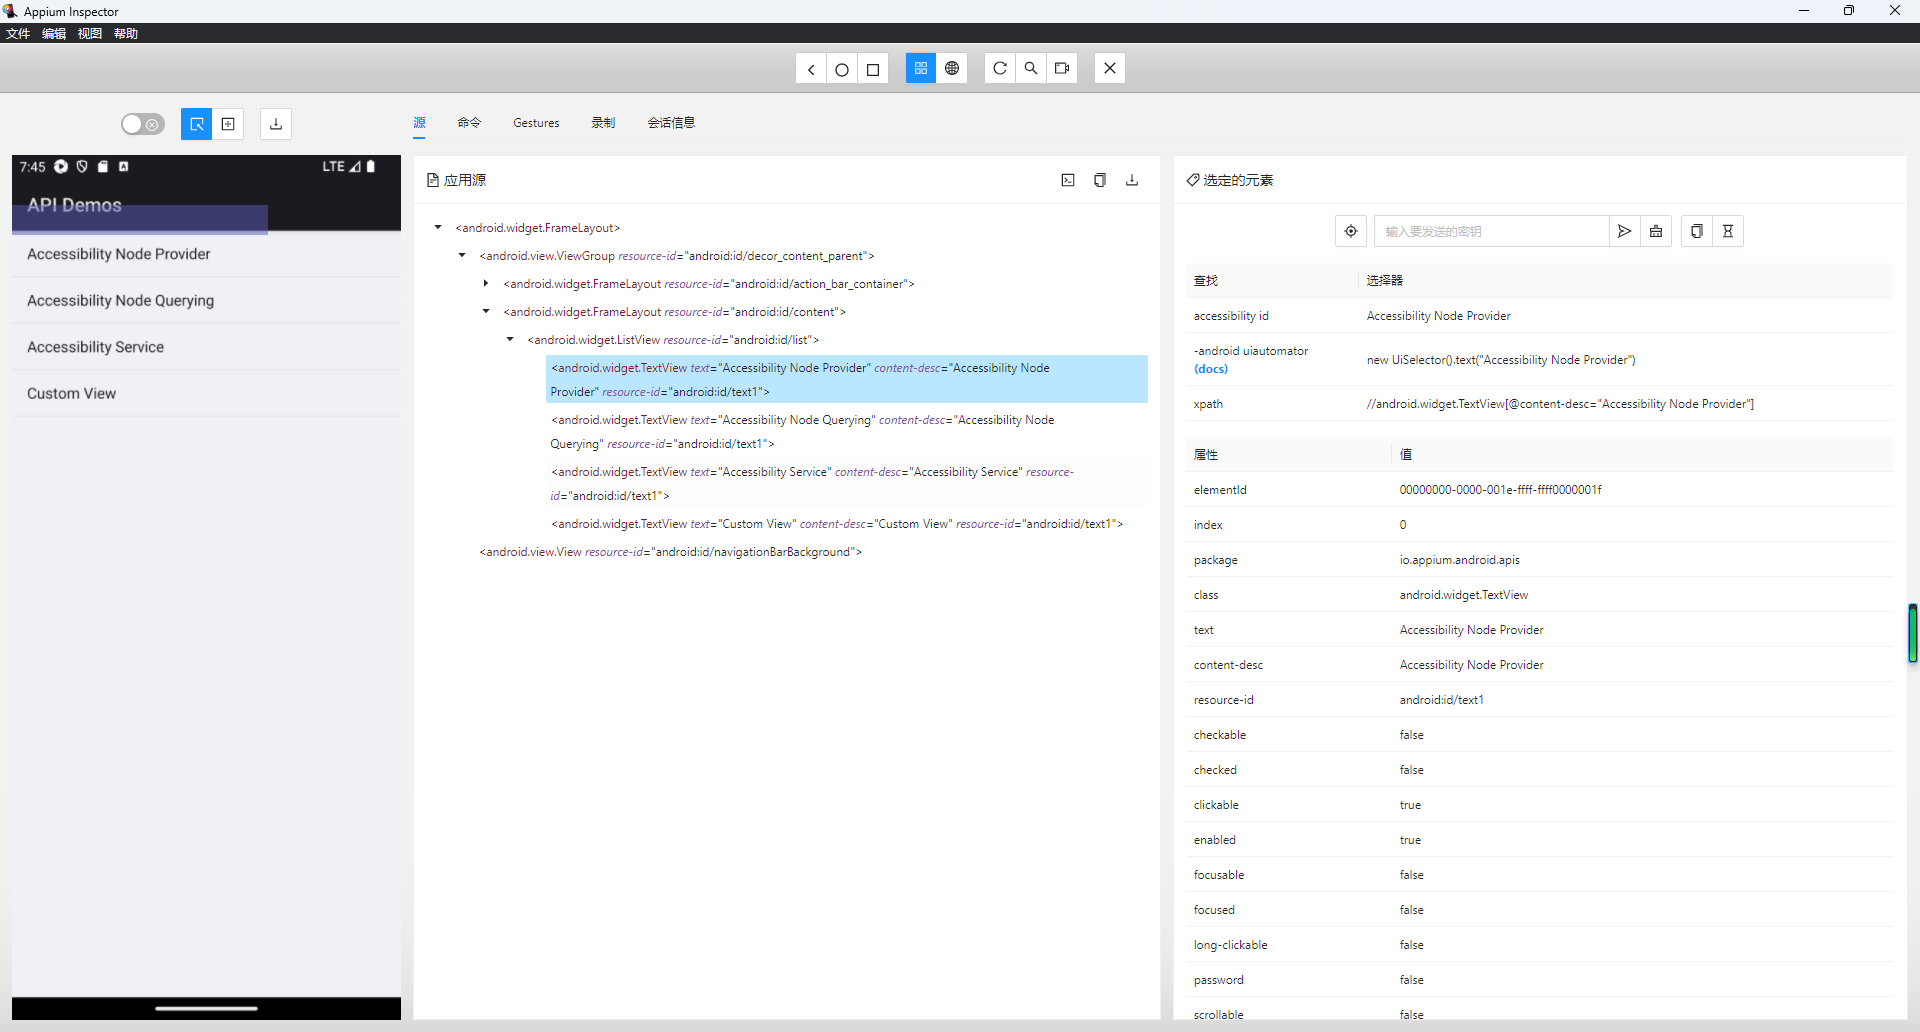 Appium Inspector
文件 编辑 视图 帮助
源 命令 Gestures 录制 会话信息
7:45 LTE
API Demos
Accessibility Node Provider
Accessibility Node Querying
Accessibility Service
Custom View
应用源
<android.widget.FrameLayout>
<android.view.ViewGroup resource-id="android:id/decor_content_parent">
<android.widget.FrameLayout resource-id="android:id/action_bar_container">
<android.widget.FrameLayout resource-id="android:id/content">
<android.widget.ListView resource-id="android:id/list">
<android.widget.TextView text="Accessibility Node Provider" content-desc="Accessibility Node
Provider" resource-id="android:id/text1">
<android.widget.TextView text="Accessibility Node Querying" content-desc="Accessibility Node
Querying" resource-id="android:id/text1">
<android.widget.TextView text="Accessibility Service" content-desc="Accessibility Service" resource-
id="android:id/text1">
<android.widget.TextView text="Custom View" content-desc="Custom View" resource-id="android:id/text1">
<android.view.View resource-id="android:id/navigationBarBackground">
选定的元素
输入要发送的密钥
查找 选择器
accessibility id Accessibility Node Provider
-android uiautomator
(docs) new UiSelector().text("Accessibility Node Provider")
xpath //android.widget.TextView[@content-desc="Accessibility Node Provider"]
属性 值
elementId 00000000-0000-001e-ffff-ffff0000001f
index 0
package io.appium.android.apis
class android.widget.TextView
text Accessibility Node Provider
content-desc Accessibility Node Provider
resource-id android:id/text1
checkable false
checked false
clickable true
enabled true
focusable false
focused false
long-clickable false
password false
scrollable false